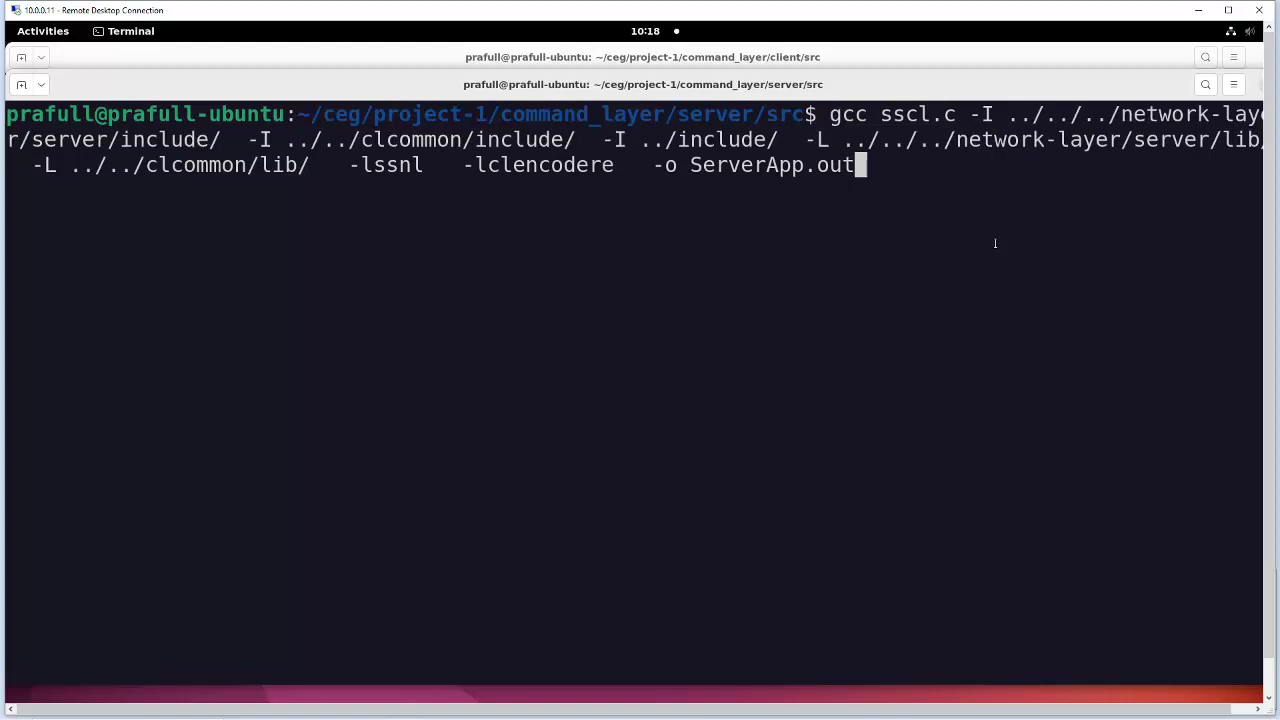 10.0.0.11 - Remote Desktop Connection
Activities Terminal 10:18
prafull@prafull-ubuntu: ~/ceg/project-1/command_layer/client/src
prafull@prafull-ubuntu: ~/ceg/project-1/command_layer/server/src
prafull@prafull-ubuntu:~/ceg/project-1/command_layer/server/src$ gcc sscl.c -I ../../../network-laye
r/server/include/ -I ../../clcommon/include/ -I ../include/ -L ../../../network-layer/server/lib/
-L ../../clcommon/lib/ -lssnl -lclencodere -o ServerApp.out